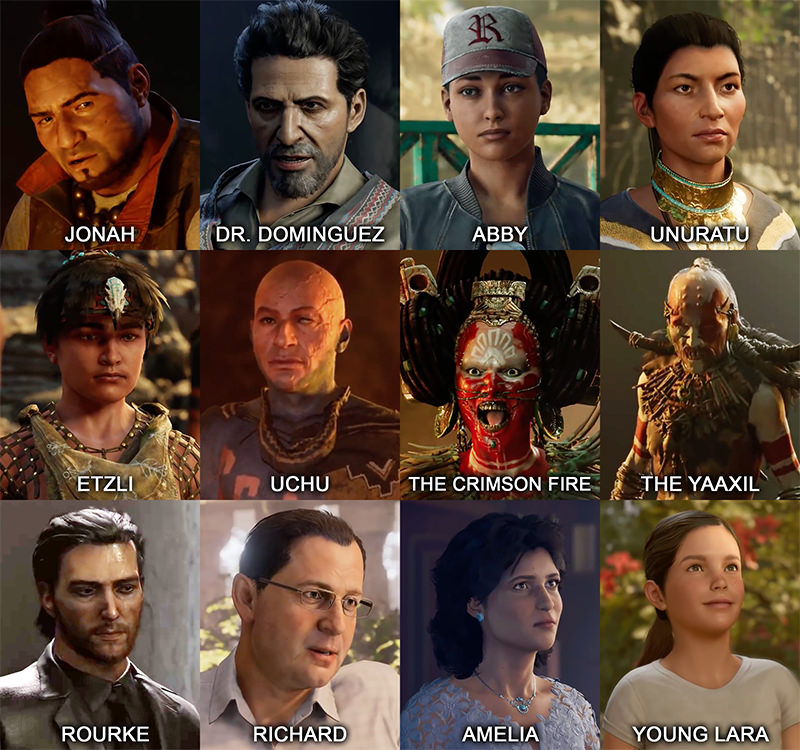 R
JONAH
DR. DOMINGUEZ
ABBY
UNURATU
ETZLI
UCHU
THE CRIMSON FIRE
THE YAAXIL
ROURKE
RICHARD
AMELIA
YOUNG LARA